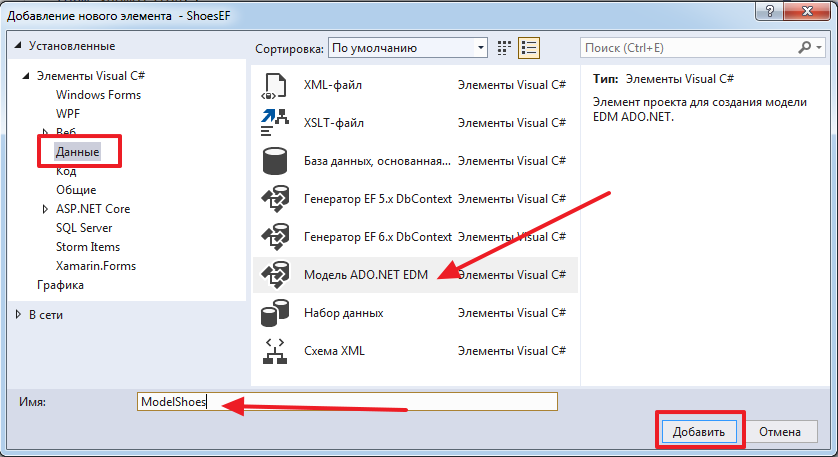 Добавление нового элемента - ShoesEF
Установленные
Сортировка: По умолчанию
Поиск (Ctrl+E)
Элементы Visual C#
Windows Forms
WPF
Веб
Данные
Код
Общие
ASP.NET Core
SQL Server
Storm Items
Xamarin.Forms
Графика
В сети
XML-файл Элементы Visual C#
XSLT-файл Элементы Visual C#
База данных, основанная... Элементы Visual C#
Генератор EF 5.x DbContext Элементы Visual C#
Генератор EF 6.x DbContext Элементы Visual C#
Модель ADO.NET EDM Элементы Visual C#
Набор данных Элементы Visual C#
Схема XML Элементы Visual C#
Тип: Элементы Visual C#
Элемент проекта для создания модели
EDM ADO.NET.
Имя: ModelShoes
Добавить Отмена